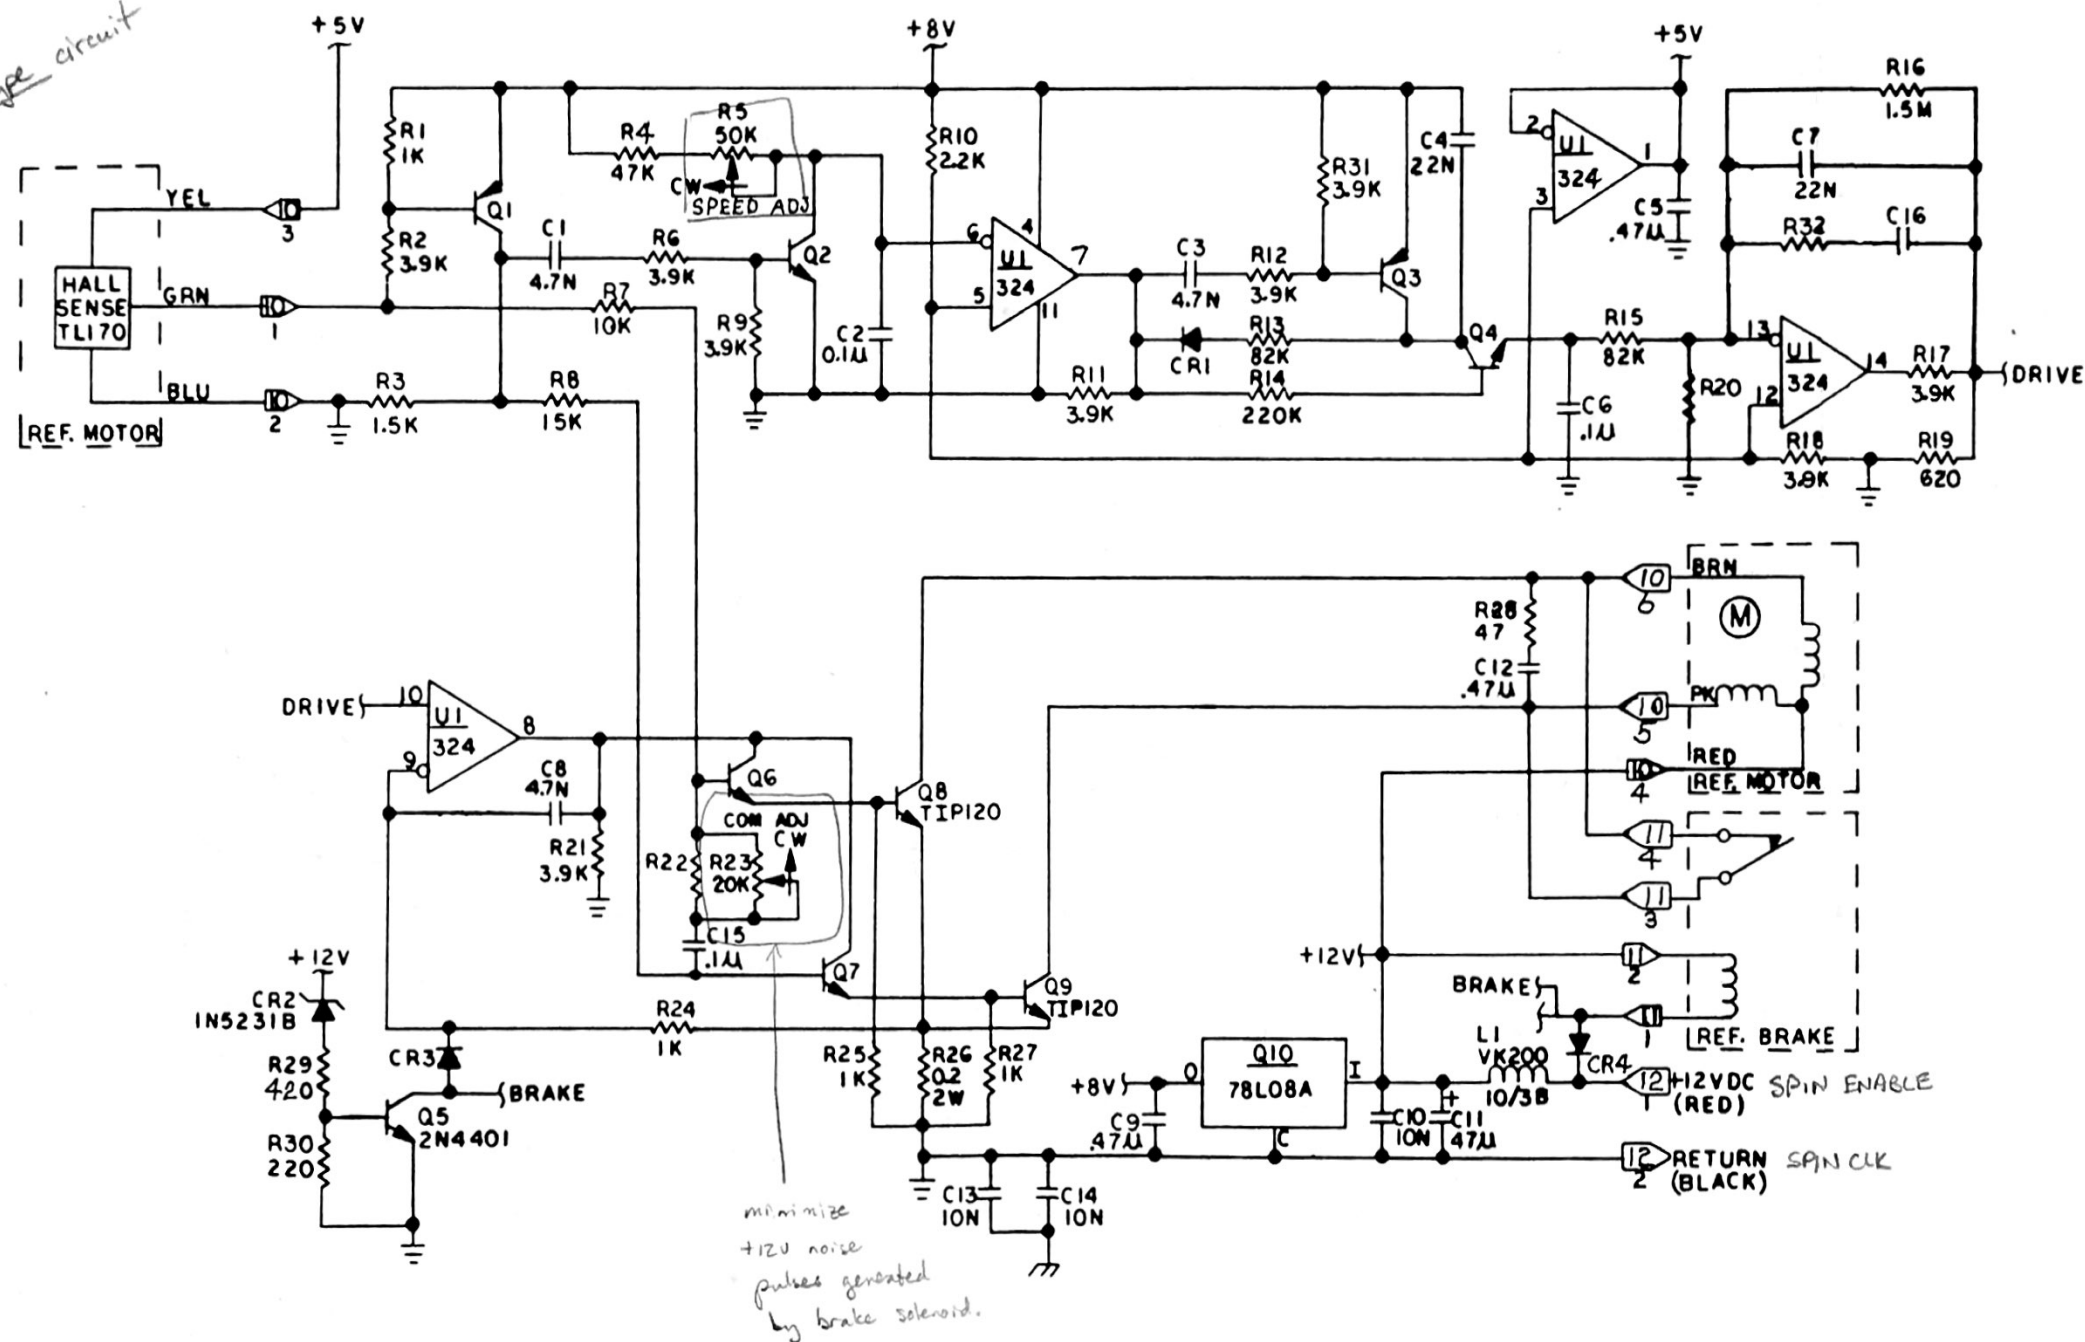 circuit
+5V
+8V
+5V
R16
1.5M
R1
1K
R5
50K
R4
47K
CW
SPEED ADJ
R10
2.2K
C4
22N
R31
3.9K
2
U1
324
1
3
C7
22N
C5
.47µ
R32
C16
YEL
3
Q1
R2
3.9K
C1
4.7N
R6
3.9K
Q2
6
4
7
U1
324
5
11
C3
4.7N
R12
3.9K
Q3
HALL
SENSE
TL170
GRN
1
R7
10K
R9
3.9K
C2
0.1µ
CR1
R13
82K
Q4
R15
82K
13
U1
324
14
12
R17
3.9K
DRIVE
BLU
2
REF. MOTOR
R3
1.5K
R8
15K
R11
3.9K
R14
220K
C6
.1µ
R20
R18
3.9K
R19
620
BRN
10
6
M
R28
47
C12
.47µ
PK
10
5
RED
10
4
REF. MOTOR
DRIVE
10
U1
324
8
9
C8
4.7N
R21
3.9K
Q6
COM ADJ
CW
R22
R23
20K
Q8
TIP120
C15
.1µ
Q7
Q9
TIP120
11
4
11
3
+12V
11
2
BRAKE
11
1
REF. BRAKE
+12V
CR2
1N5231B
R24
1K
CR3
R29
420
BRAKE
Q5
2N4401
R30
220
R25
1K
R26
0.2
2W
R27
1K
+8V
O
Q10
78L08A
I
C
L1
VK200
10/3B
CR4
12
1
+12VDC
(RED)
SPIN ENABLE
C9
.47µ
C10
10N
C11
47µ
12
2
RETURN
(BLACK)
SPIN CLK
C13
10N
C14
10N
minimize
+12V noise
pulses generated
by brake solenoid.